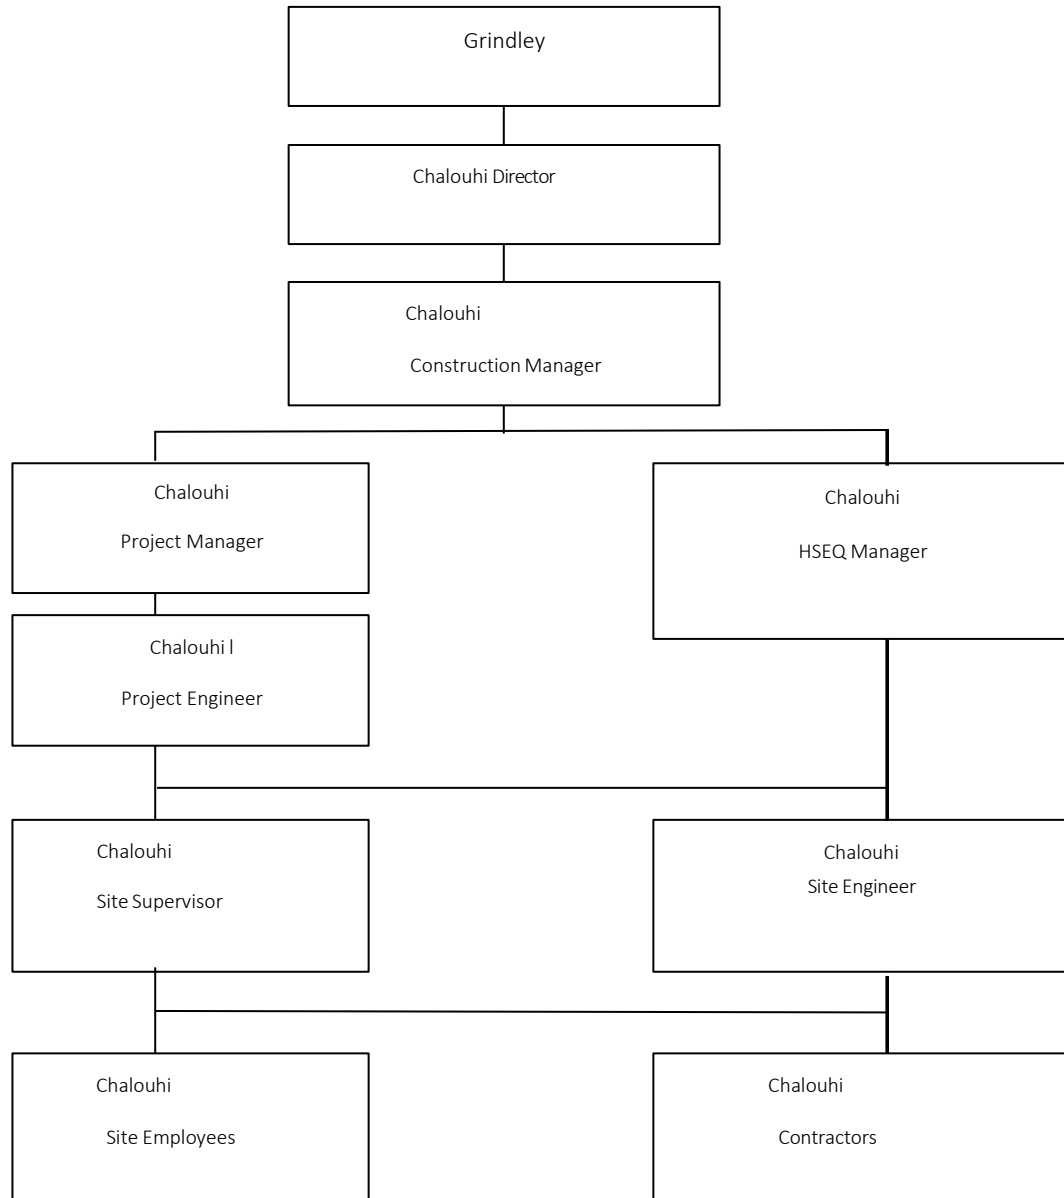 Grindley
Chalouhi Director
Chalouhi
Construction Manager
Chalouhi
Project Manager
Chalouhi
HSEQ Manager
Chalouhi l
Project Engineer
Chalouhi
Site Supervisor
Chalouhi
Site Engineer
Chalouhi
Site Employees
Chalouhi
Contractors